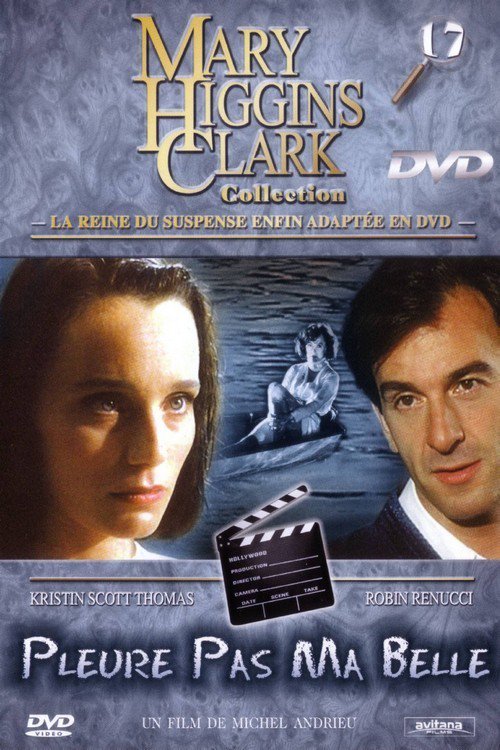 17
MARY
HIGGINS
CLARK
Collection
DVD
LA REINE DU SUSPENSE ENFIN ADAPTÉE EN DVD
HOLLYWOOD
PRODUCTION
DIRECTOR
CAMERA
DATE SCENE TAKE
KRISTIN SCOTT THOMAS ROBIN RENUCCI
PLEURE PAS MA BELLE
DVD
VIDEO
UN FILM DE MICHEL ANDRIEU
avitana
FILMS